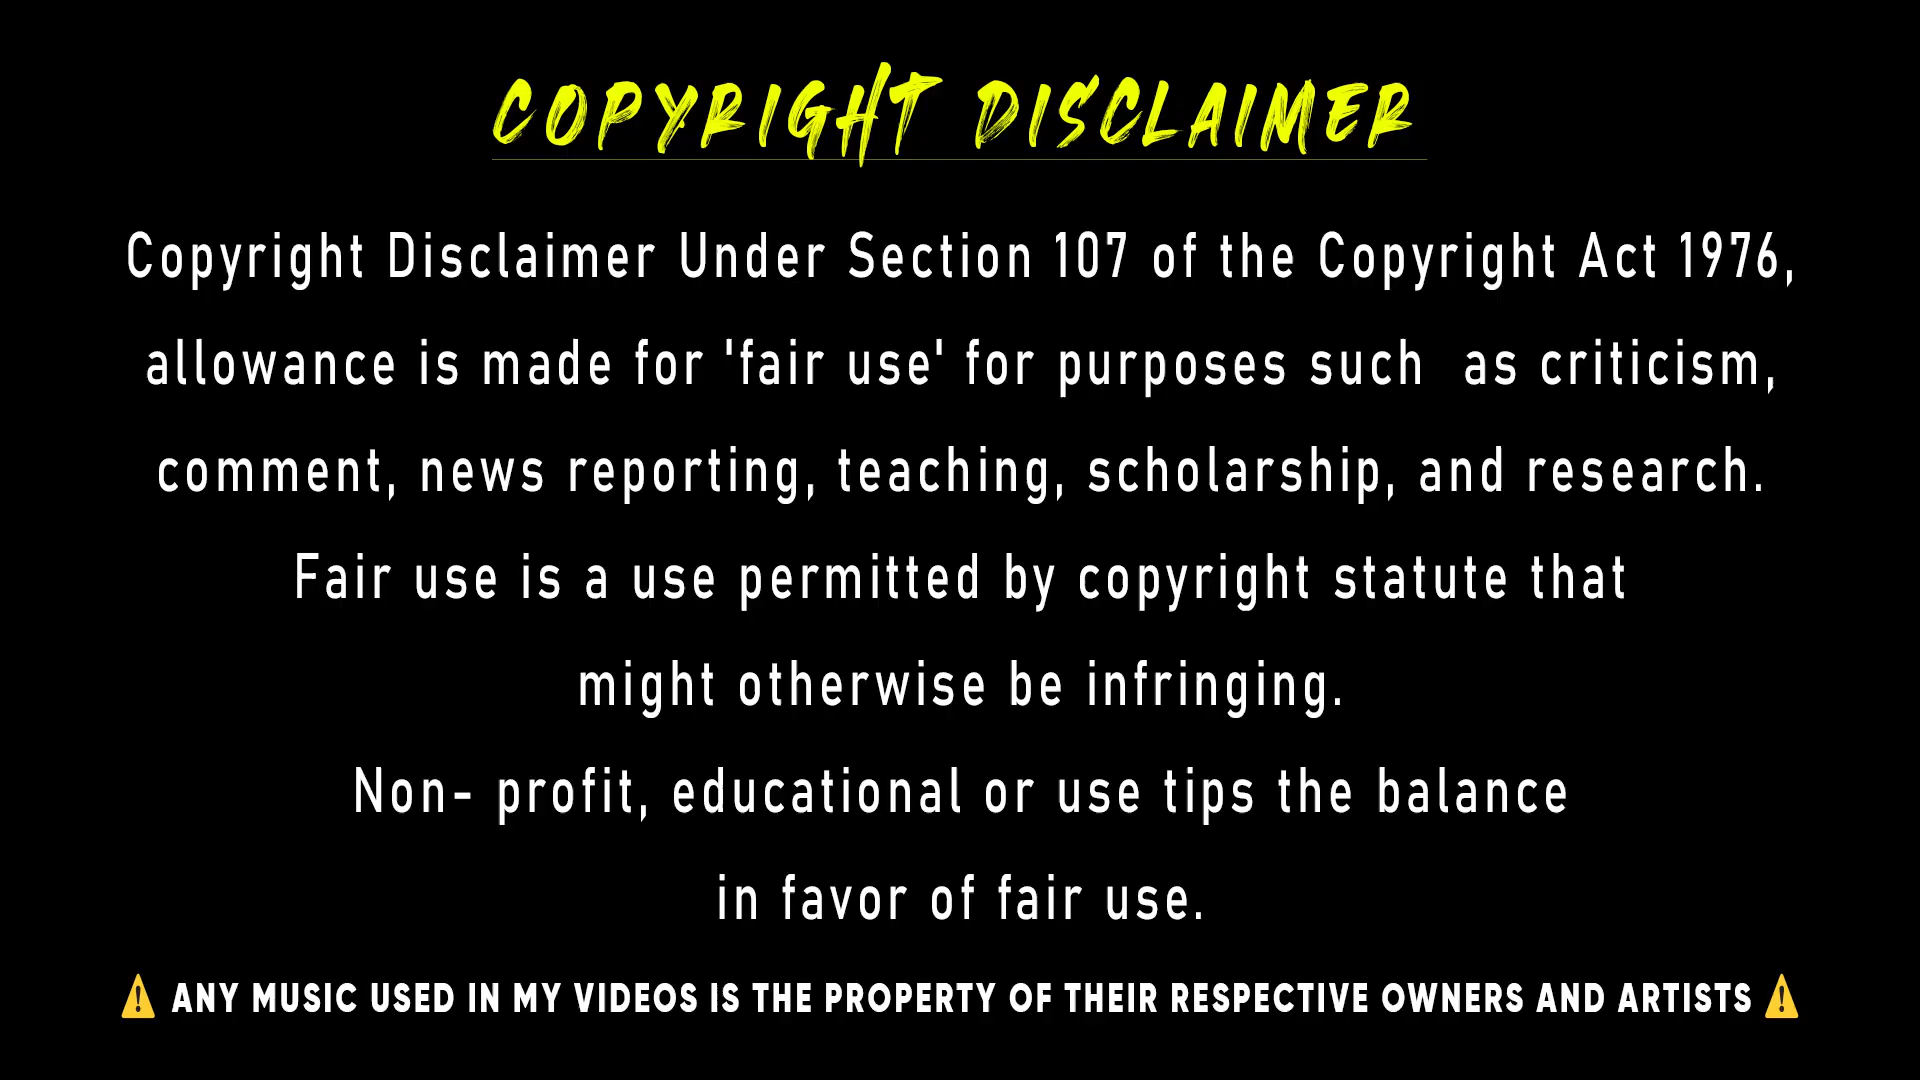 COPYRIGHT DISCLAIMER
Copyright Disclaimer Under Section 107 of the Copyright Act 1976,
allowance is made for 'fair use' for purposes such  as criticism,
comment, news reporting, teaching, scholarship, and research.
Fair use is a use permitted by copyright statute that
might otherwise be infringing.
Non- profit, educational or use tips the balance
in favor of fair use.
⚠ ANY MUSIC USED IN MY VIDEOS IS THE PROPERTY OF THEIR RESPECTIVE OWNERS AND ARTISTS ⚠